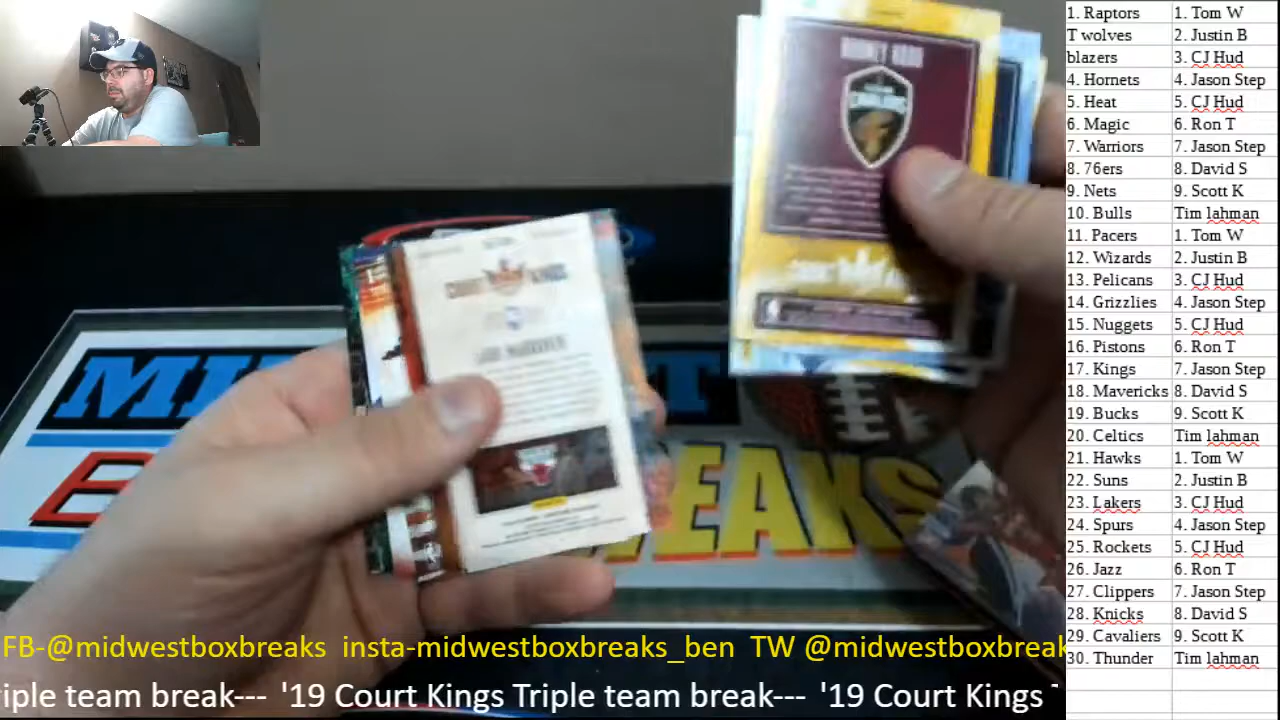 1. Raptors 1. Tom W
T wolves 2. Justin B
blazers 3. CJ Hud
4. Hornets 4. Jason Step
5. Heat 5. CJ Hud
6. Magic 6. Ron T
7. Warriors 7. Jason Step
8. 76ers 8. David S
9. Nets 9. Scott K
10. Bulls Tim lahman
11. Pacers 1. Tom W
12. Wizards 2. Justin B
13. Pelicans 3. CJ Hud
14. Grizzlies 4. Jason Step
15. Nuggets 5. CJ Hud
16. Pistons 6. Ron T
17. Kings 7. Jason Step
18. Mavericks 8. David S
19. Bucks 9. Scott K
20. Celtics Tim lahman
21. Hawks 1. Tom W
22. Suns 2. Justin B
23. Lakers 3. CJ Hud
24. Spurs 4. Jason Step
25. Rockets 5. CJ Hud
26. Jazz 6. Ron T
27. Clippers 7. Jason Step
28. Knicks 8. David S
29. Cavaliers 9. Scott K
30. Thunder Tim lahman
COURT KINGS
EAKS
FB-@midwestboxbreaks insta-midwestboxbreaks_ben TW @midwestboxbreak
iple team break--- '19 Court Kings Triple team break--- '19 Court Kings